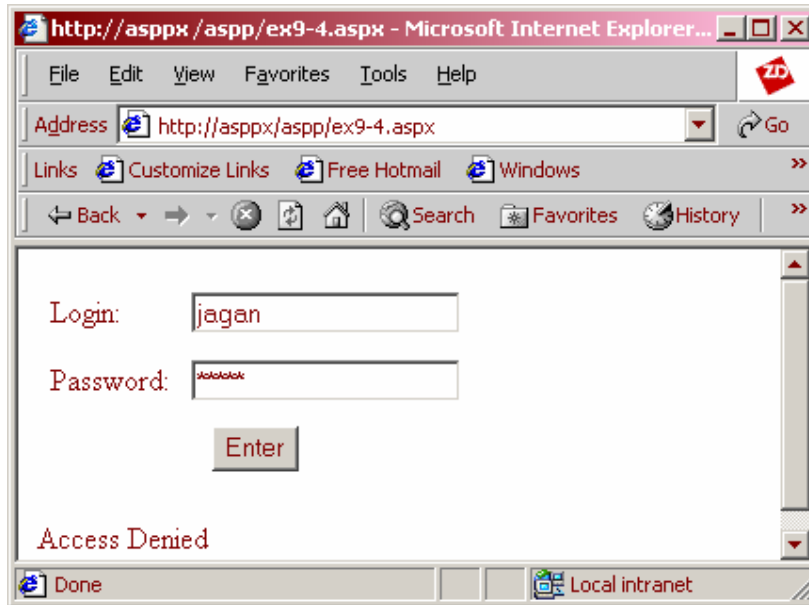 http://asppx /aspp/ex9-4.aspx - Microsoft Internet Explorer...
File Edit View Favorites Tools Help
ZD
Address http://asppx/aspp/ex9-4.aspx Go
Links Customize Links Free Hotmail Windows »
Back Search Favorites History »
Login: jagan
Password: *****
Enter
Access Denied
Done Local intranet